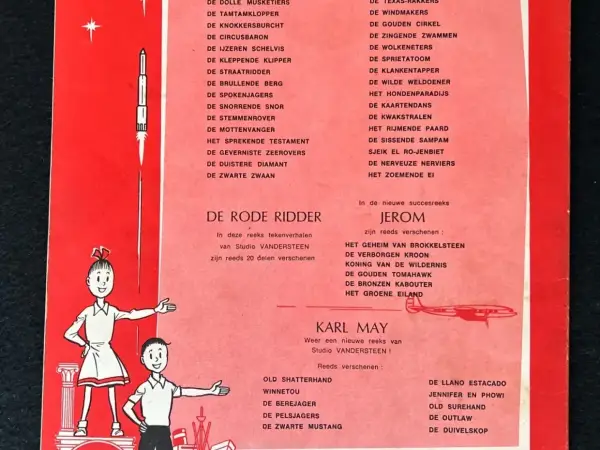 DE DOLLE MUSKETIERS
DE TAMTAMKLOPPER
DE KNOKKERSBURCHT
DE CIRCUSBARON
DE IJZEREN SCHELVIS
DE KLEPPENDE KLIPPER
DE STRAATRIDDER
DE BRULLENDE BERG
DE SPOKENJAGERS
DE SNORRENDE SNOR
DE STEMMENROVER
DE MOTTENVANGER
HET SPREKENDE TESTAMENT
DE GEVERNISTE ZEEROVERS
DE DUISTERE DIAMANT
DE ZWARTE ZWAAN
DE TEXAS-RAKKERS
DE WINDMAKERS
DE GOUDEN CIRKEL
DE ZINGENDE ZWAMMEN
DE WOLKENETERS
DE SPRIETATOOM
DE KLANKENTAPPER
DE WILDE WELDOENER
HET HONDENPARADIJS
DE KAARTENDANS
DE KWAKSTRALEN
HET RIJMENDE PAARD
DE SISSENDE SAMPAM
SJEIK EL RO-JENBIET
DE NERVEUZE NERVIERS
HET ZOEMENDE EI
DE RODE RIDDER
In deze reeks tekenverhalen
van Studio VANDERSTEEN
zijn reeds 20 delen verschenen
In de nieuwe succesreeks
JEROM
zijn reeds verschenen :
HET GEHEIM VAN BROKKELSTEEN
DE VERBORGEN KROON
KONING VAN DE WILDERNIS
DE GOUDEN TOMAHAWK
DE BRONZEN KABOUTER
HET GROENE EILAND
KARL MAY
Weer een nieuwe reeks van
Studio VANDERSTEEN !
Reeds verschenen :
OLD SHATTERHAND
WINNETOU
DE BEREJAGER
DE PELSJAGERS
DE ZWARTE MUSTANG
DE LLANO ESTACADO
JENNIFER EN PHOWI
OLD SUREHAND
DE OUTLAW
DE DUIVELSKOP